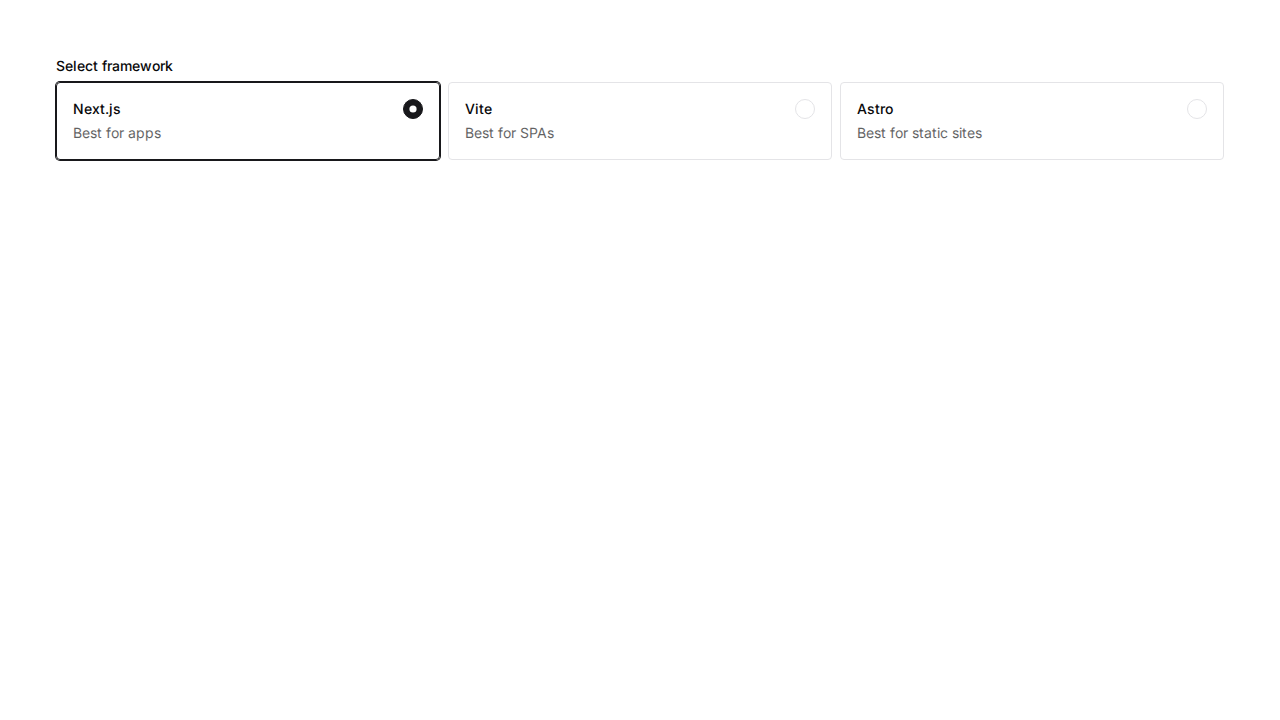 Select framework
Next.js
Best for apps
Vite
Best for SPAs
Astro
Best for static sites